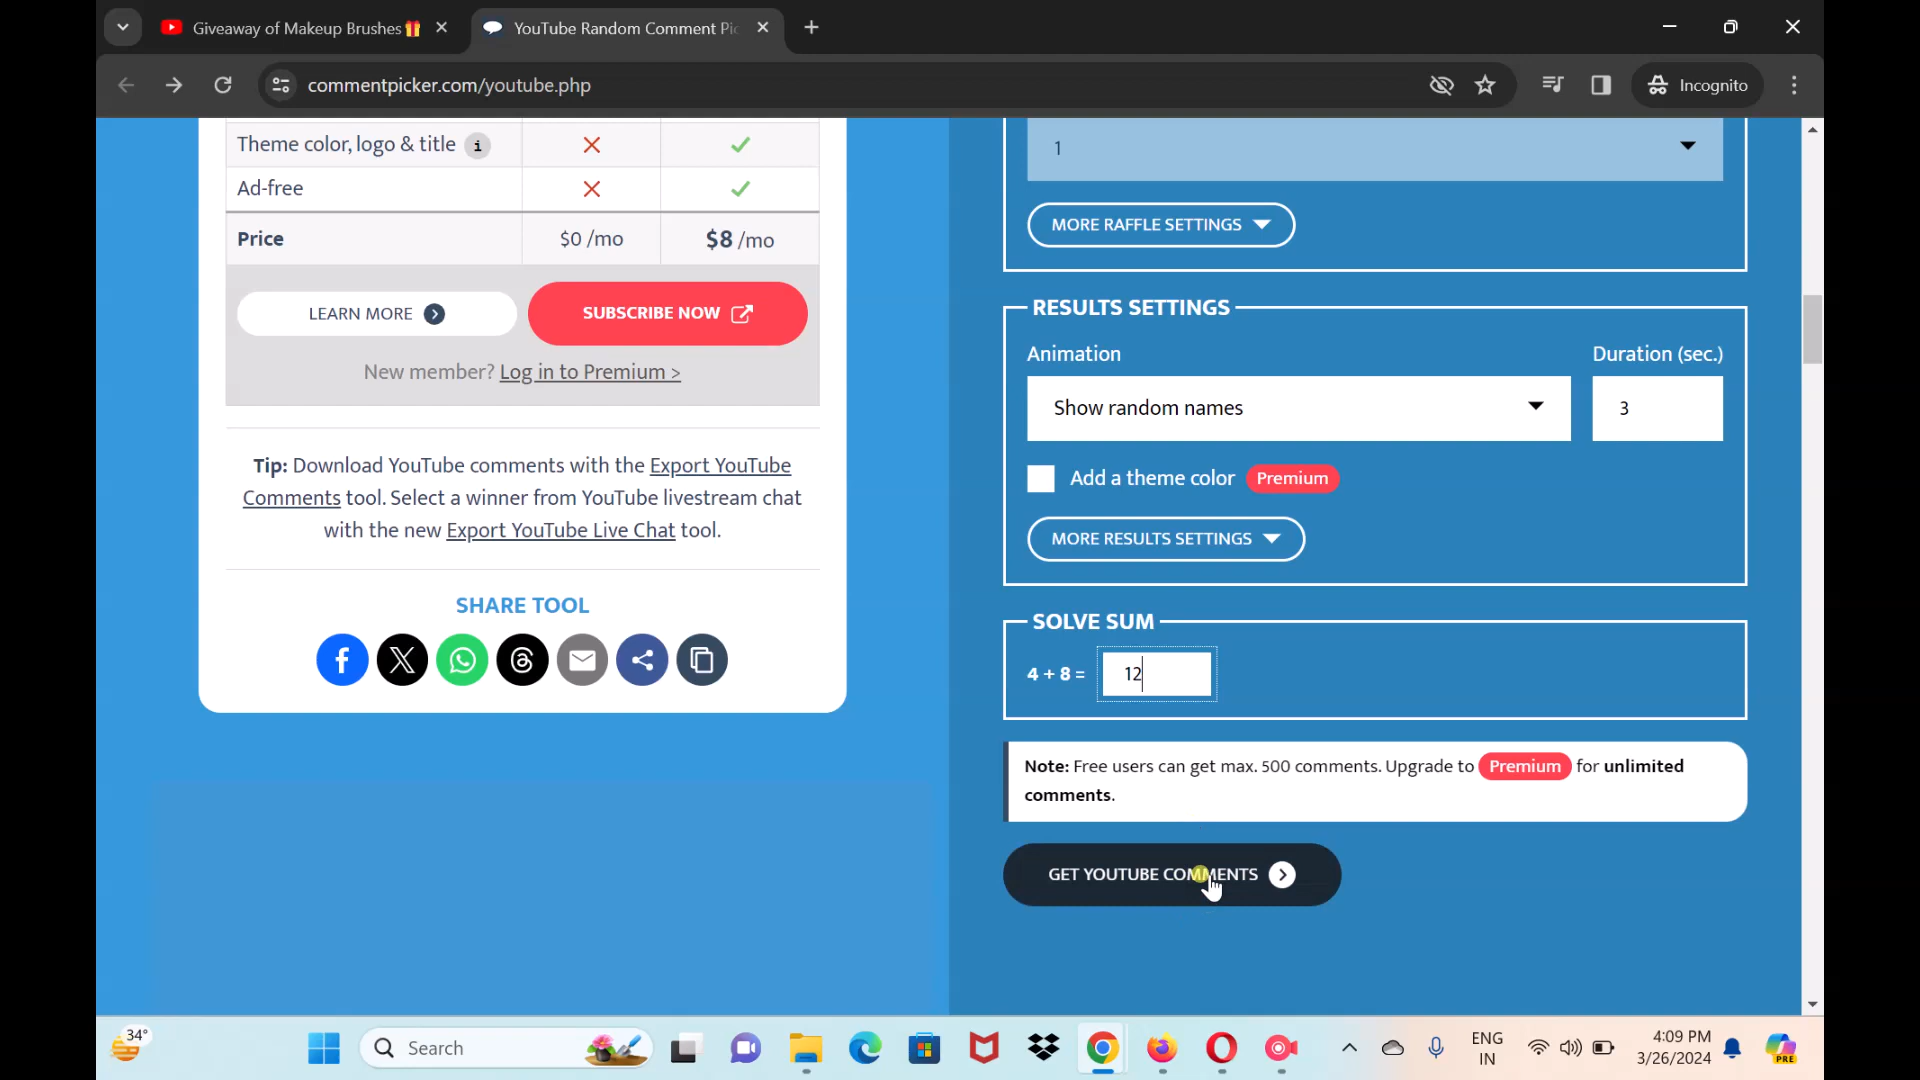 Giveaway of Makeup Brushes
YouTube Random Comment Pic
commentpicker.com/youtube.php
Incognito
Theme color, logo & title i
Ad-free
Price $0 /mo $8 /mo
LEARN MORE
SUBSCRIBE NOW
New member? Log in to Premium >
Tip: Download YouTube comments with the Export YouTube
Comments tool. Select a winner from YouTube livestream chat
with the new Export YouTube Live Chat tool.
SHARE TOOL
1
MORE RAFFLE SETTINGS
RESULTS SETTINGS
Animation Duration (sec.)
Show random names 3
Add a theme color Premium
MORE RESULTS SETTINGS
SOLVE SUM
4 + 8 = 12
Note: Free users can get max. 500 comments. Upgrade to Premium for unlimited
comments.
GET YOUTUBE COMMENTS
34°
Search
ENG
IN
4:09 PM
3/26/2024
PRE